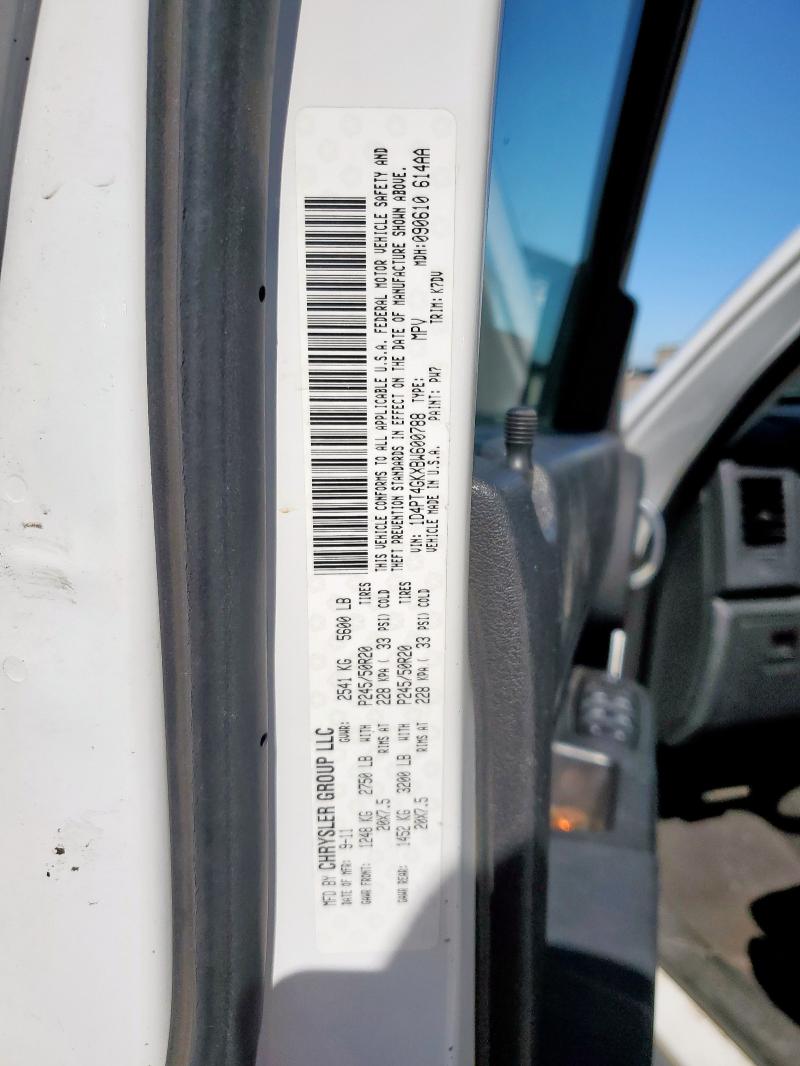 MFD BY CHRYSLER GROUP LLC
DATE OF MFR: 9-11 GVWR: 2541 KG 5600 LB
GAWR FRONT: 1248 KG 2750 LB WITH P245/50R20 TIRES
20X7.5 RIMS AT 228 KPA ( 33 PSI) COLD
GAWR REAR: 1452 KG 3200 LB WITH P245/50R20 TIRES
20X7.5 RIMS AT 228 KPA ( 33 PSI) COLD
THIS VEHICLE CONFORMS TO ALL APPLICABLE U.S.A. FEDERAL MOTOR VEHICLE SAFETY AND
THEFT PREVENTION STANDARDS IN EFFECT ON THE DATE OF MANUFACTURE SHOWN ABOVE.
VIN: 1D4PT4GKXBW600788 TYPE: MPV MDH:090610 614AA
VEHICLE MADE IN U.S.A. PAINT: PW7 TRIM: K7DV